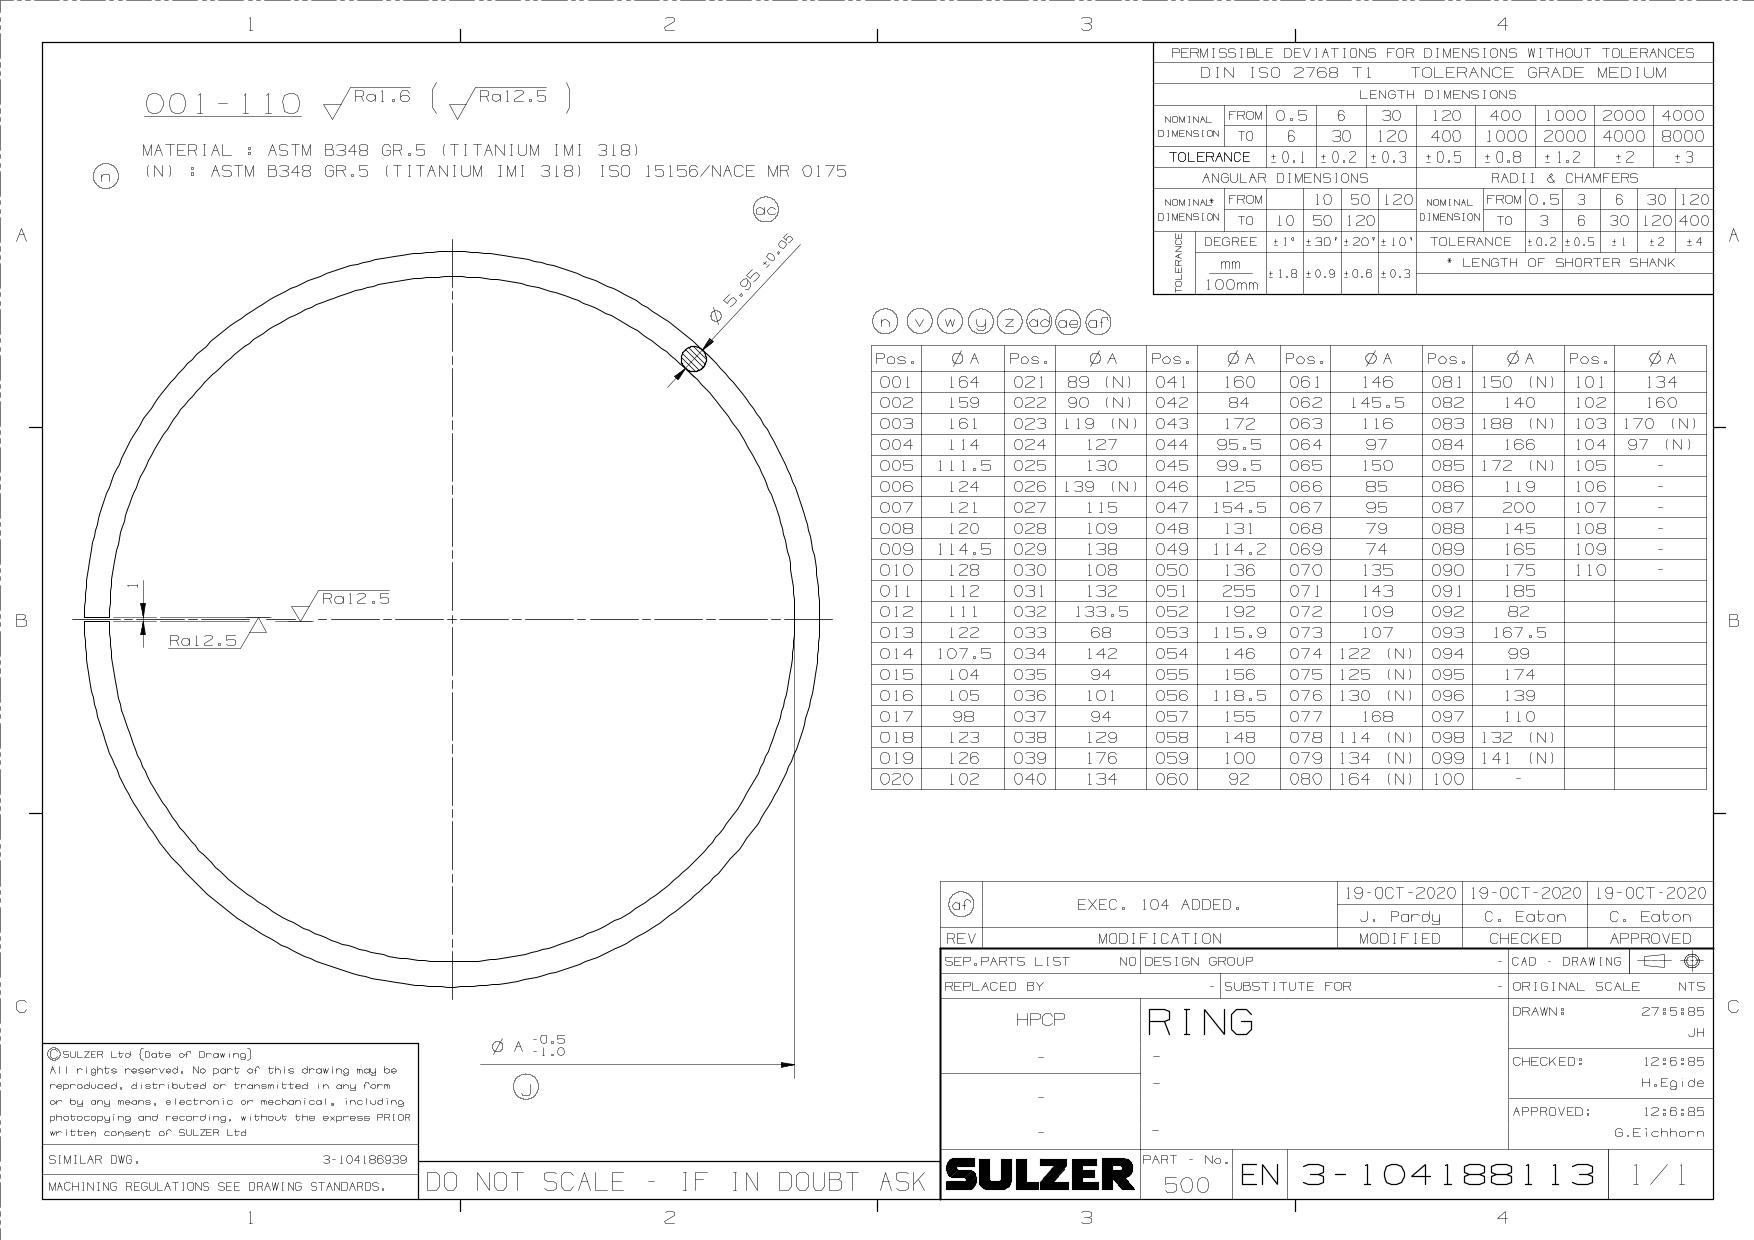 1 2 3 4
001-110 Ra1.6 ( Ra12.5 )
MATERIAL : ASTM B348 GR.5 (TITANIUM IMI 318)
n (N) : ASTM B348 GR.5 (TITANIUM IMI 318) ISO 15156/NACE MR 0175
PERMISSIBLE DEVIATIONS FOR DIMENSIONS WITHOUT TOLERANCES
DIN ISO 2768 T1 TOLERANCE GRADE MEDIUM
LENGTH DIMENSIONS
NOMINAL DIMENSION FROM 0.5 6 30 120 400 1000 2000 4000
TO 6 30 120 400 1000 2000 4000 8000
TOLERANCE ±0.1 ±0.2 ±0.3 ±0.5 ±0.8 ±1.2 ±2 ±3
ANGULAR DIMENSIONS RADII & CHAMFERS
NOMINAL* DIMENSION FROM 10 50 120 NOMINAL DIMENSION FROM 0.5 3 6 30 120
TO 10 50 120 TO 3 6 30 120 400
TOLERANCE DEGREE ±1° ±30' ±20' ±10' TOLERANCE ±0.2 ±0.5 ±1 ±2 ±4
mm * LENGTH OF SHORTER SHANK
100mm ±1.8 ±0.9 ±0.6 ±0.3
A A
ac
Ø 5.95 ±0.05
n v w y z ad ae af
Pos. Ø A Pos. Ø A Pos. Ø A Pos. Ø A Pos. Ø A Pos. Ø A
001 164 021 89 (N) 041 160 061 146 081 150 (N) 101 134
002 159 022 90 (N) 042 84 062 145.5 082 140 102 160
003 161 023 119 (N) 043 172 063 116 083 188 (N) 103 170 (N)
004 114 024 127 044 95.5 064 97 084 166 104 97 (N)
005 111.5 025 130 045 99.5 065 150 085 172 (N) 105 -
006 124 026 139 (N) 046 125 066 85 086 119 106 -
007 121 027 115 047 154.5 067 95 087 200 107 -
008 120 028 109 048 131 068 79 088 145 108 -
009 114.5 029 138 049 114.2 069 74 089 165 109 -
010 128 030 108 050 136 070 135 090 175 110 -
011 112 031 132 051 255 071 143 091 185
012 111 032 133.5 052 192 072 109 092 82
013 122 033 68 053 115.9 073 107 093 167.5
014 107.5 034 142 054 146 074 122 (N) 094 99
015 104 035 94 055 156 075 125 (N) 095 174
016 105 036 101 056 118.5 076 130 (N) 096 139
017 98 037 94 057 155 077 168 097 110
018 123 038 129 058 148 078 114 (N) 098 132 (N)
019 126 039 176 059 100 079 134 (N) 099 141 (N)
020 102 040 134 060 92 080 164 (N) 100 -
1
Ra12.5
Ra12.5
B B
Ø A -0.5 -1.0
J
af EXEC. 104 ADDED. 19-OCT-2020 19-OCT-2020 19-OCT-2020
J. Pardy C. Eaton C. Eaton
REV MODIFICATION MODIFIED CHECKED APPROVED
SEP.PARTS LIST NO DESIGN GROUP - CAD - DRAWING
REPLACED BY - SUBSTITUTE FOR - ORIGINAL SCALE NTS
C C
HPCP RING DRAWN: 27:5:85
JH
- - CHECKED: 12:6:85
- H.Egide
- APPROVED: 12:6:85
- - G.Eichhorn
SULZER PART - No. 500 EN 3-104188113 1/1
©SULZER Ltd (Date of Drawing)
All rights reserved. No part of this drawing may be
reproduced, distributed or transmitted in any form
or by any means, electronic or mechanical, including
photocopying and recording, without the express PRIOR
written consent of SULZER Ltd
SIMILAR DWG. 3-104186939
MACHINING REGULATIONS SEE DRAWING STANDARDS.
DO NOT SCALE - IF IN DOUBT ASK
1 2 3 4